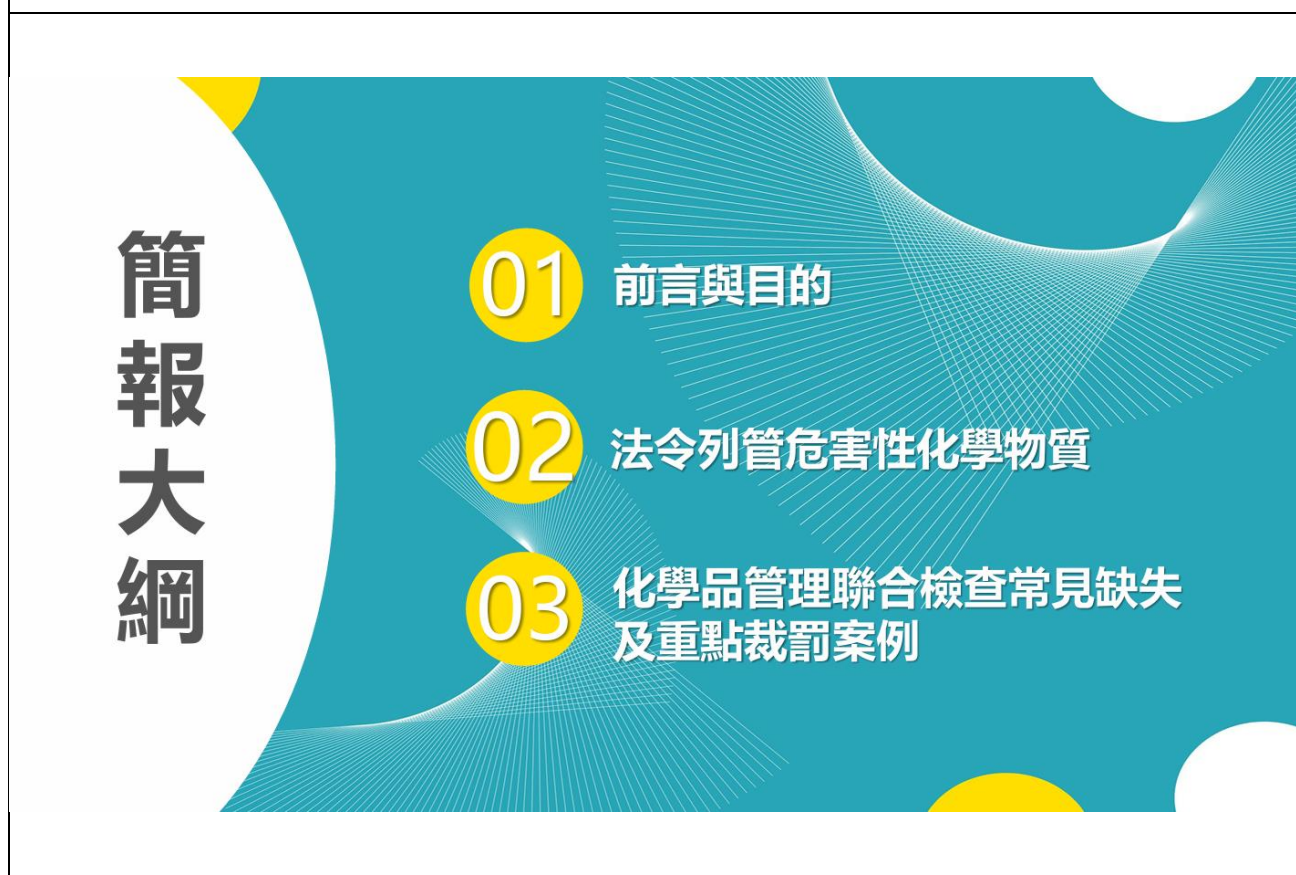 簡報大綱
01 前言與目的
02 法令列管危害性化學物質
03 化學品管理聯合檢查常見缺失
及重點裁罰案例